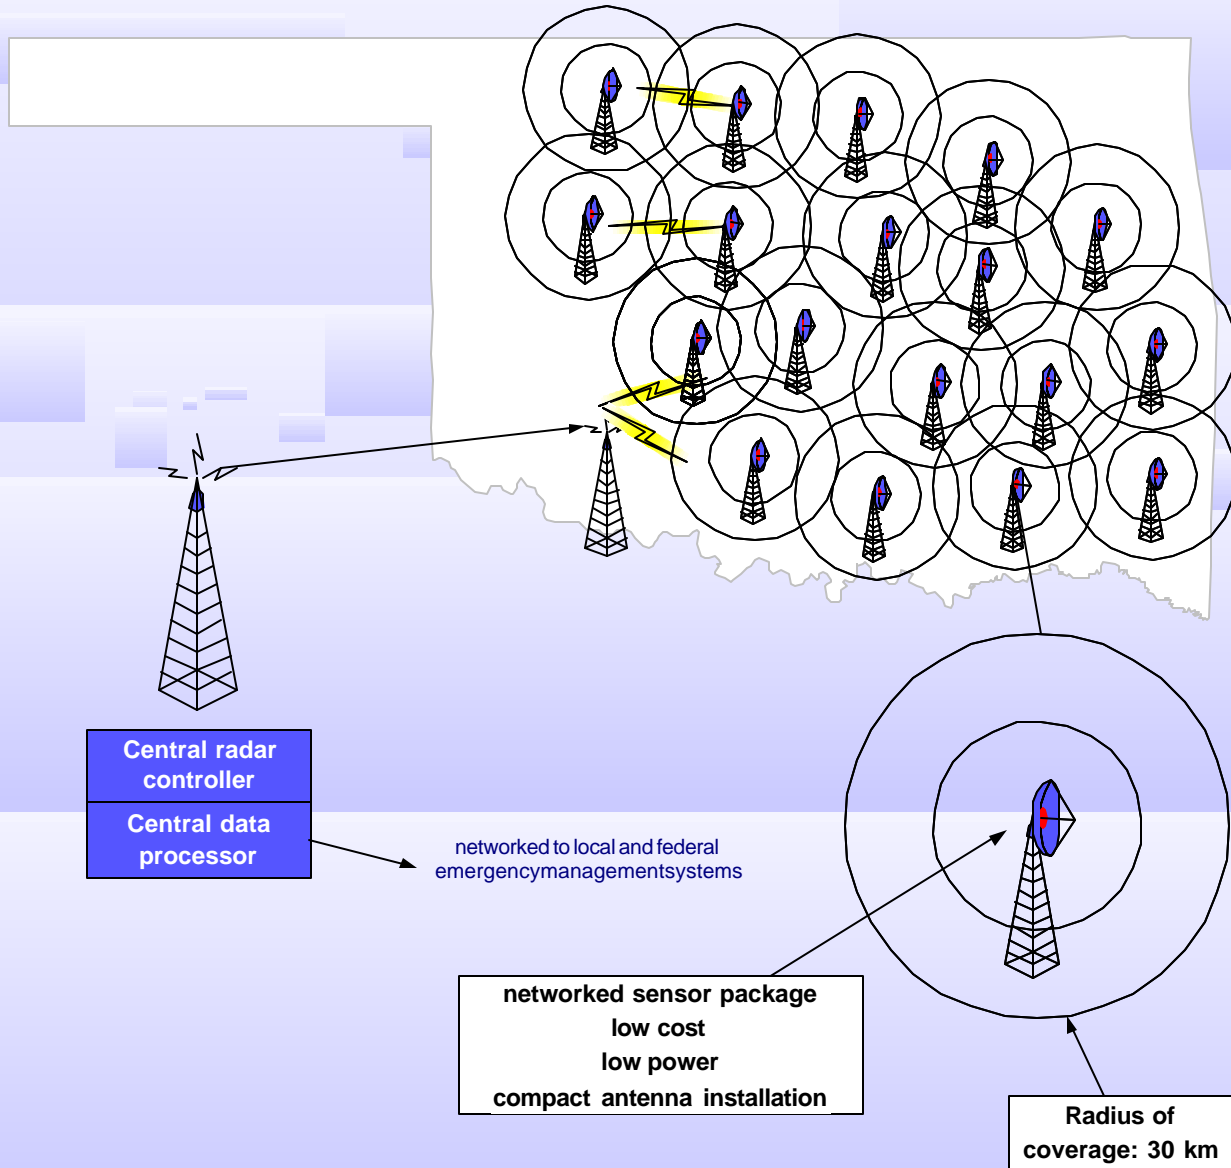 Central radar
controller
Central data
processor
networked to local and federal
emergencymanagementsystems
networked sensor package
low cost
low power
compact antenna installation
Radius of
coverage: 30 km